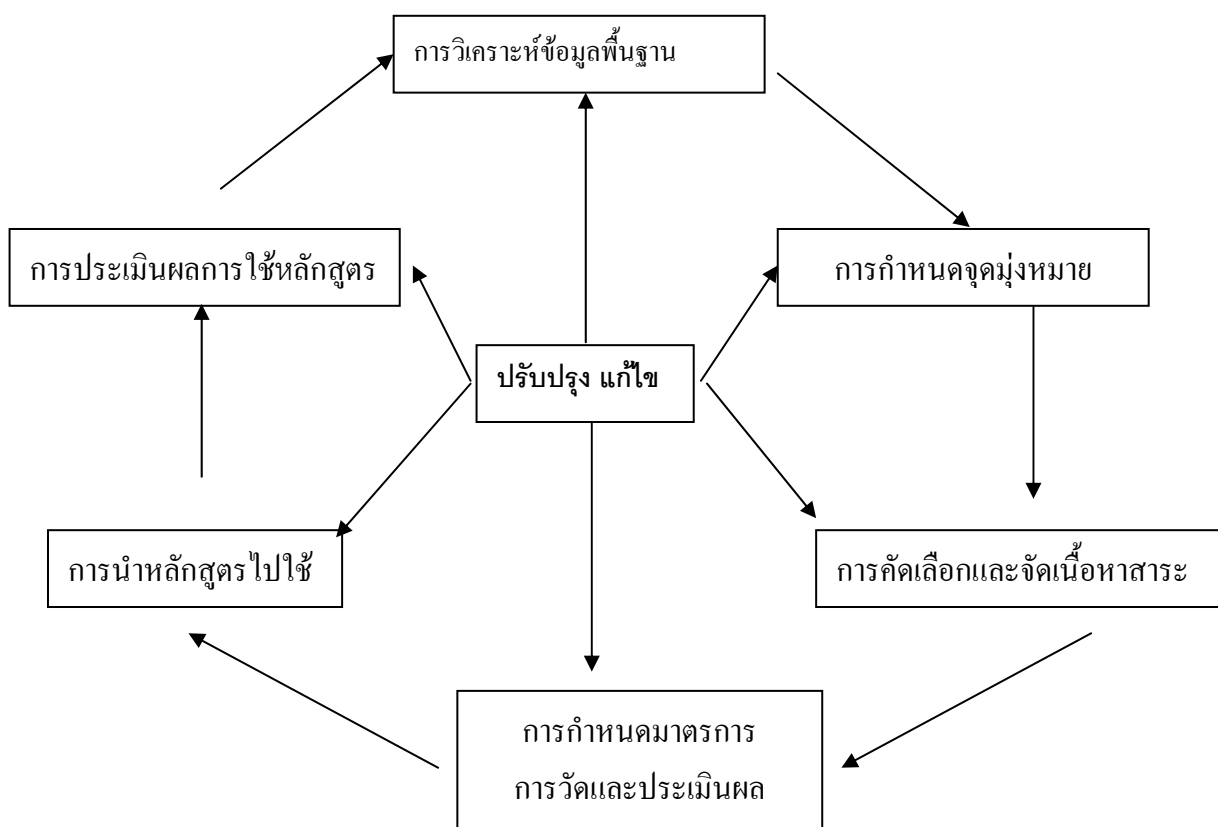 การวิเคราะห์ข้อมูลพื้นฐาน
การประเมินผลการใช้หลักสูตร
การกำหนดจุดมุ่งหมาย
ปรับปรุง แก้ไข
การนำหลักสูตรไปใช้
การคัดเลือกและจัดเนื้อหาสาระ
การกำหนดมาตรการ
การวัดและประเมินผล